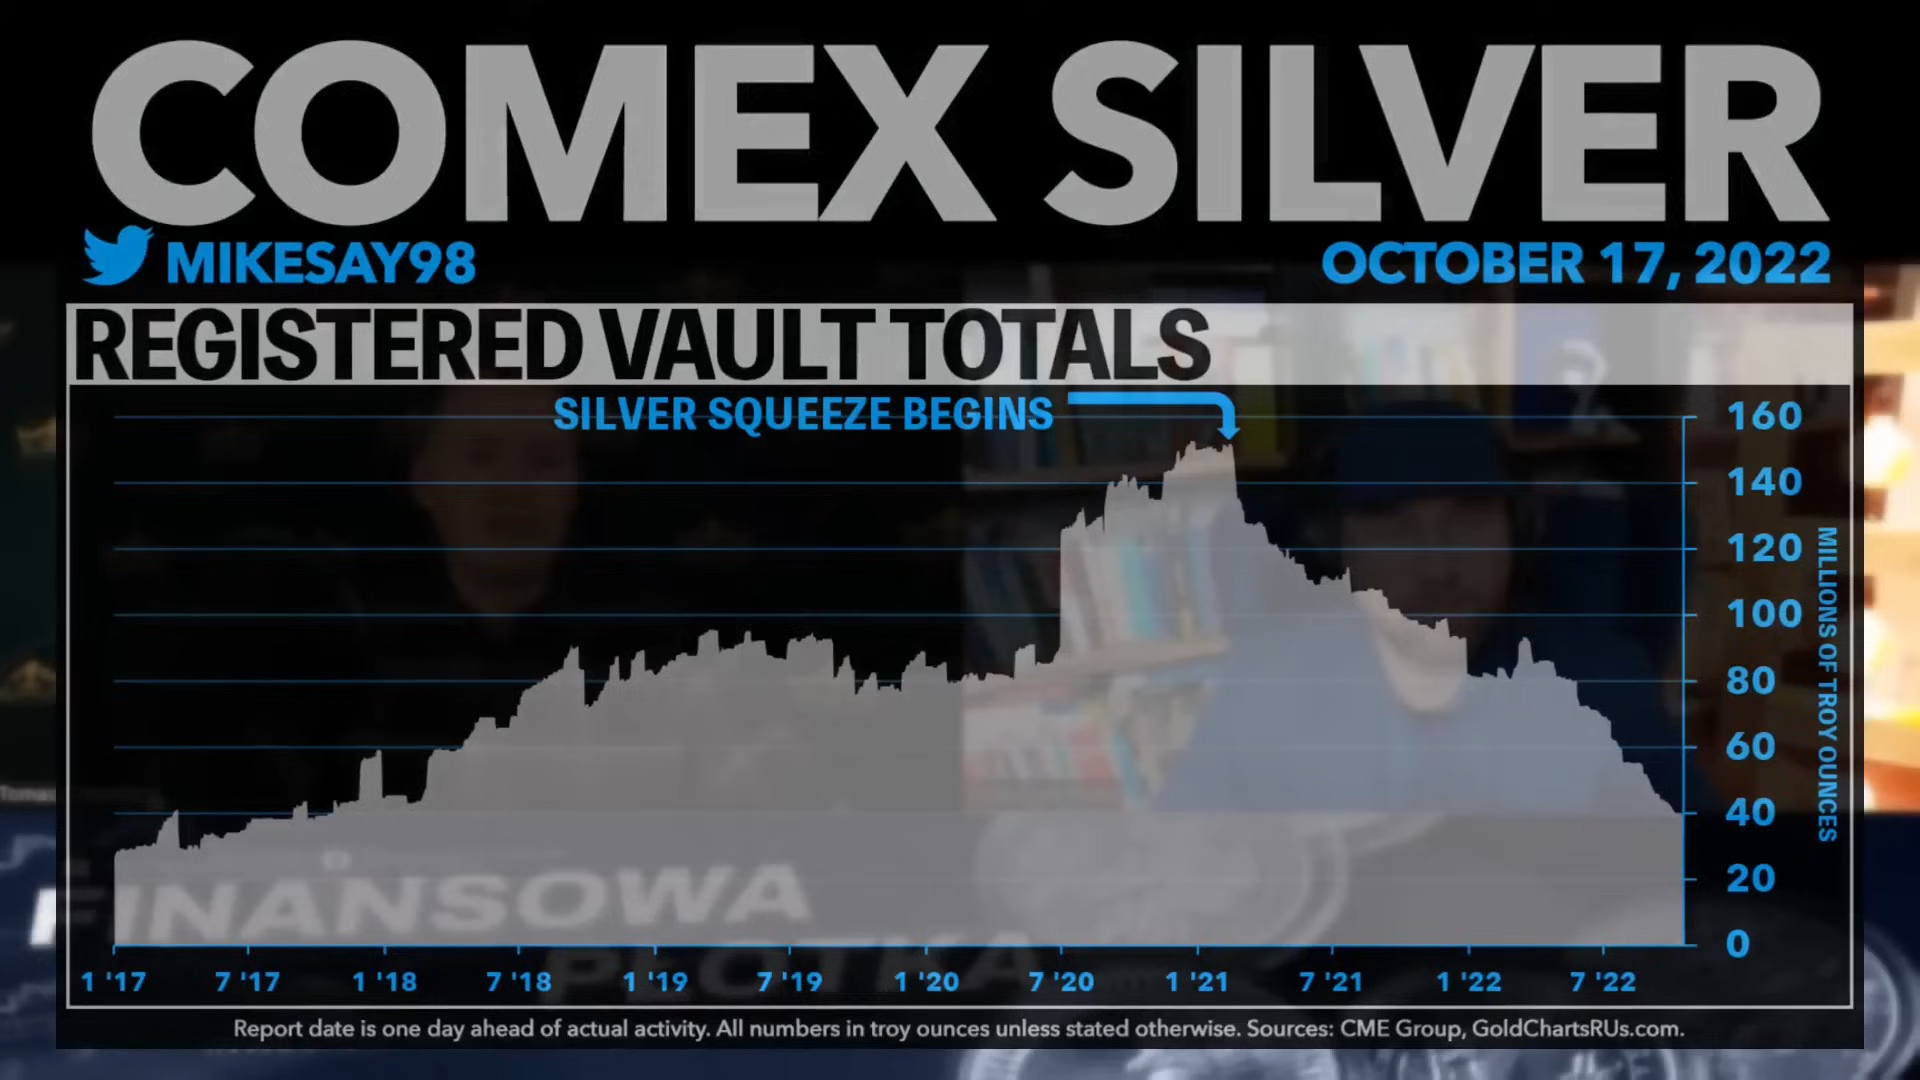 COMEX SILVER
MIKESAY98
OCTOBER 17, 2022
REGISTERED VAULT TOTALS
SILVER SQUEEZE BEGINS
160
140
120
100
80
60
40
20
0
MILLIONS OF TROY OUNCES
1 '17 7 '17 1 '18 7 '18 1 '19 7 '19 1 '20 7 '20 1 '21 7 '21 1 '22 7 '22
Report date is one day ahead of actual activity. All numbers in troy ounces unless stated otherwise. Sources: CME Group, GoldChartsRUs.com.
Tomas
FINANSOWA
PLOTKA